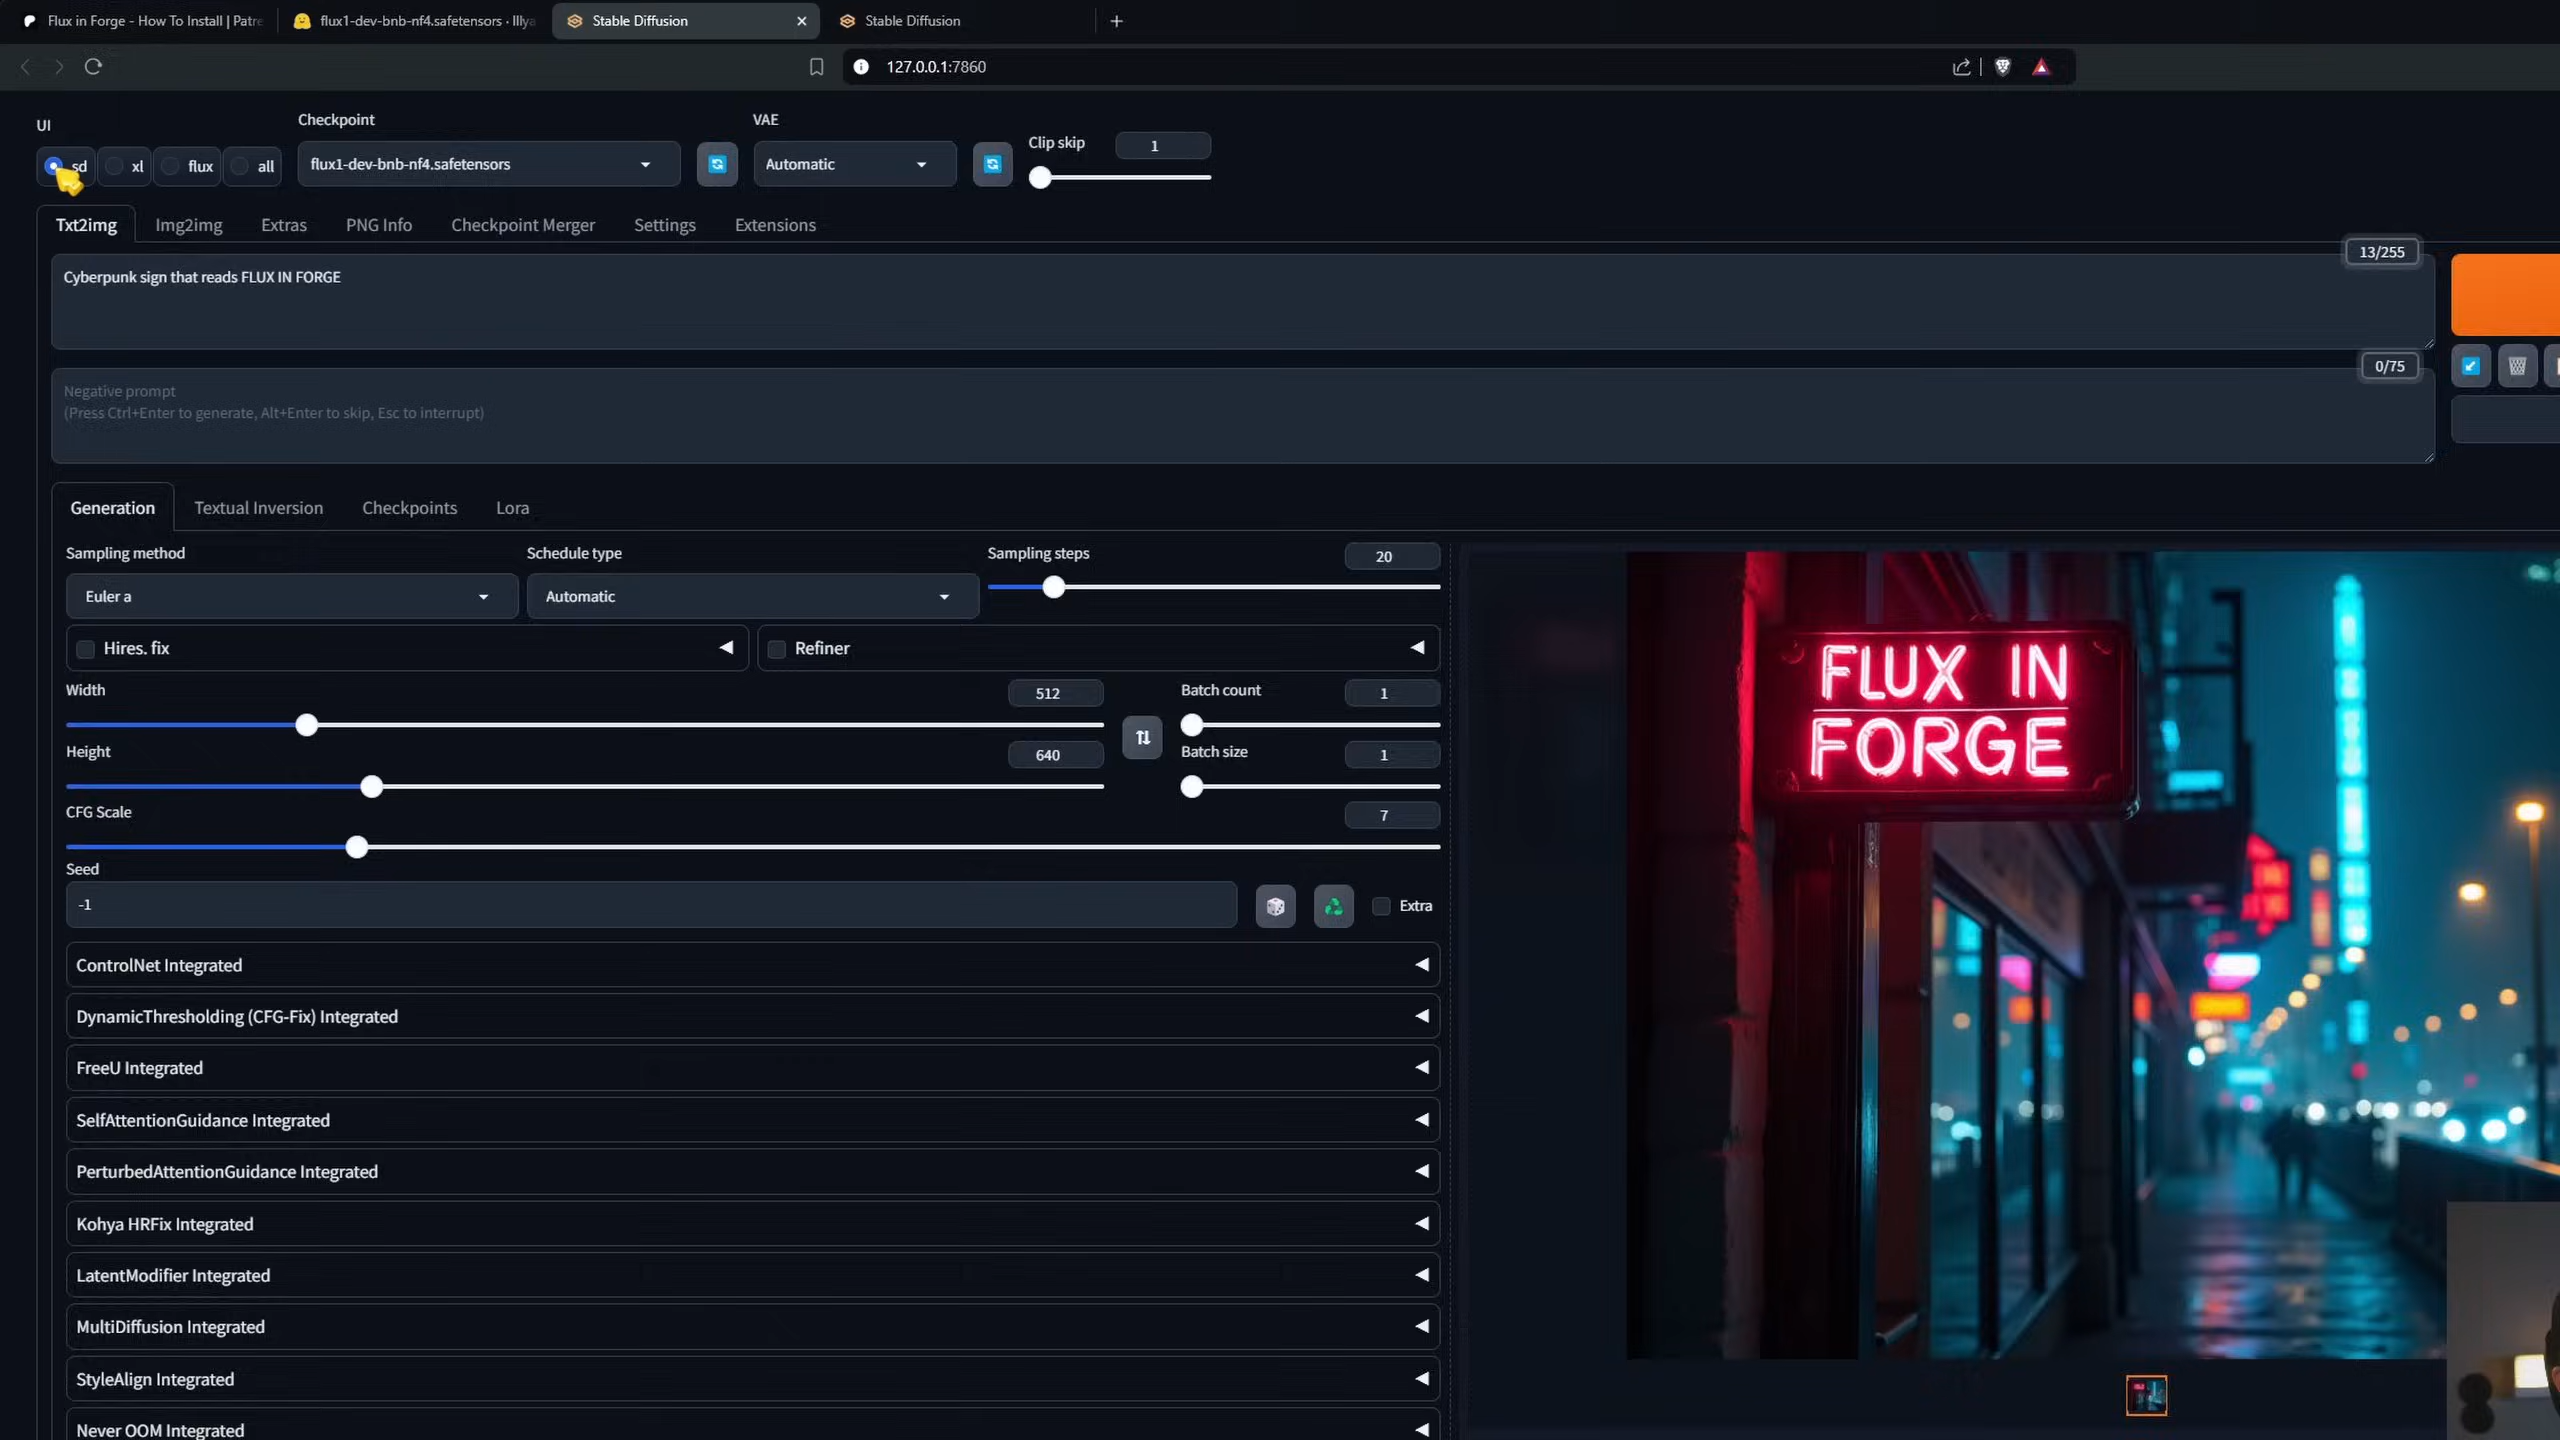 Flux in Forge - How To Install | Patre
flux1-dev-bnb-nf4.safetensors · Illya
Stable Diffusion
Stable Diffusion
127.0.0.1:7860
UI
Checkpoint
VAE
Clip skip
1
sd
xl
flux
all
flux1-dev-bnb-nf4.safetensors
Automatic
Txt2img
Img2img
Extras
PNG Info
Checkpoint Merger
Settings
Extensions
13/255
Cyberpunk sign that reads FLUX IN FORGE
0/75
Negative prompt
(Press Ctrl+Enter to generate, Alt+Enter to skip, Esc to interrupt)
Generation
Textual Inversion
Checkpoints
Lora
Sampling method
Schedule type
Sampling steps
20
Euler a
Automatic
Hires. fix
Refiner
Width
512
Batch count
1
Height
640
Batch size
1
CFG Scale
7
Seed
-1
Extra
ControlNet Integrated
DynamicThresholding (CFG-Fix) Integrated
FreeU Integrated
SelfAttentionGuidance Integrated
PerturbedAttentionGuidance Integrated
Kohya HRFix Integrated
LatentModifier Integrated
MultiDiffusion Integrated
StyleAlign Integrated
Never OOM Integrated
FLUX IN
FORGE